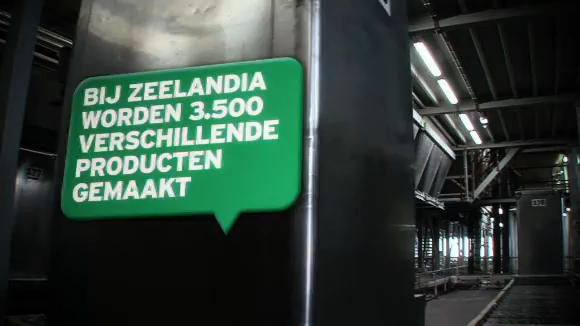 BIJ ZEELANDIA
WORDEN 3.500
VERSCHILLENDE
PRODUCTEN
GEMAAKT